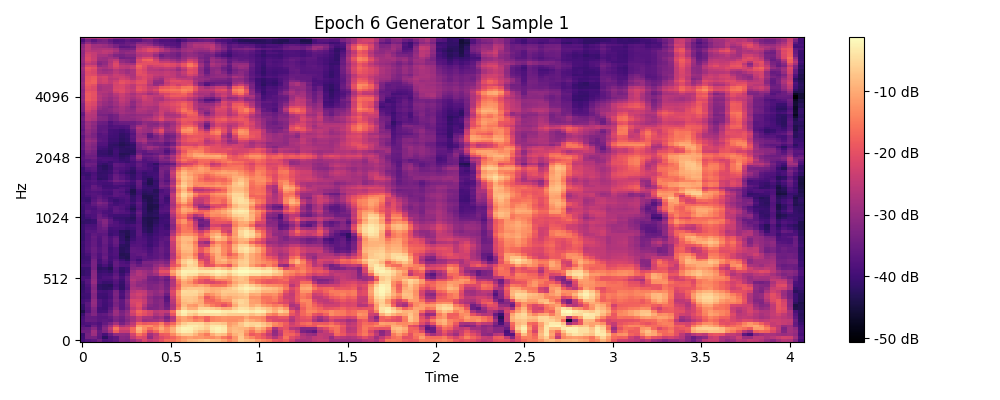 Epoch 6 Generator 1 Sample 1
Hz
4096
2048
1024
512
0
0 0.5 1 1.5 2 2.5 3 3.5 4
Time
-10 dB
-20 dB
-30 dB
-40 dB
-50 dB